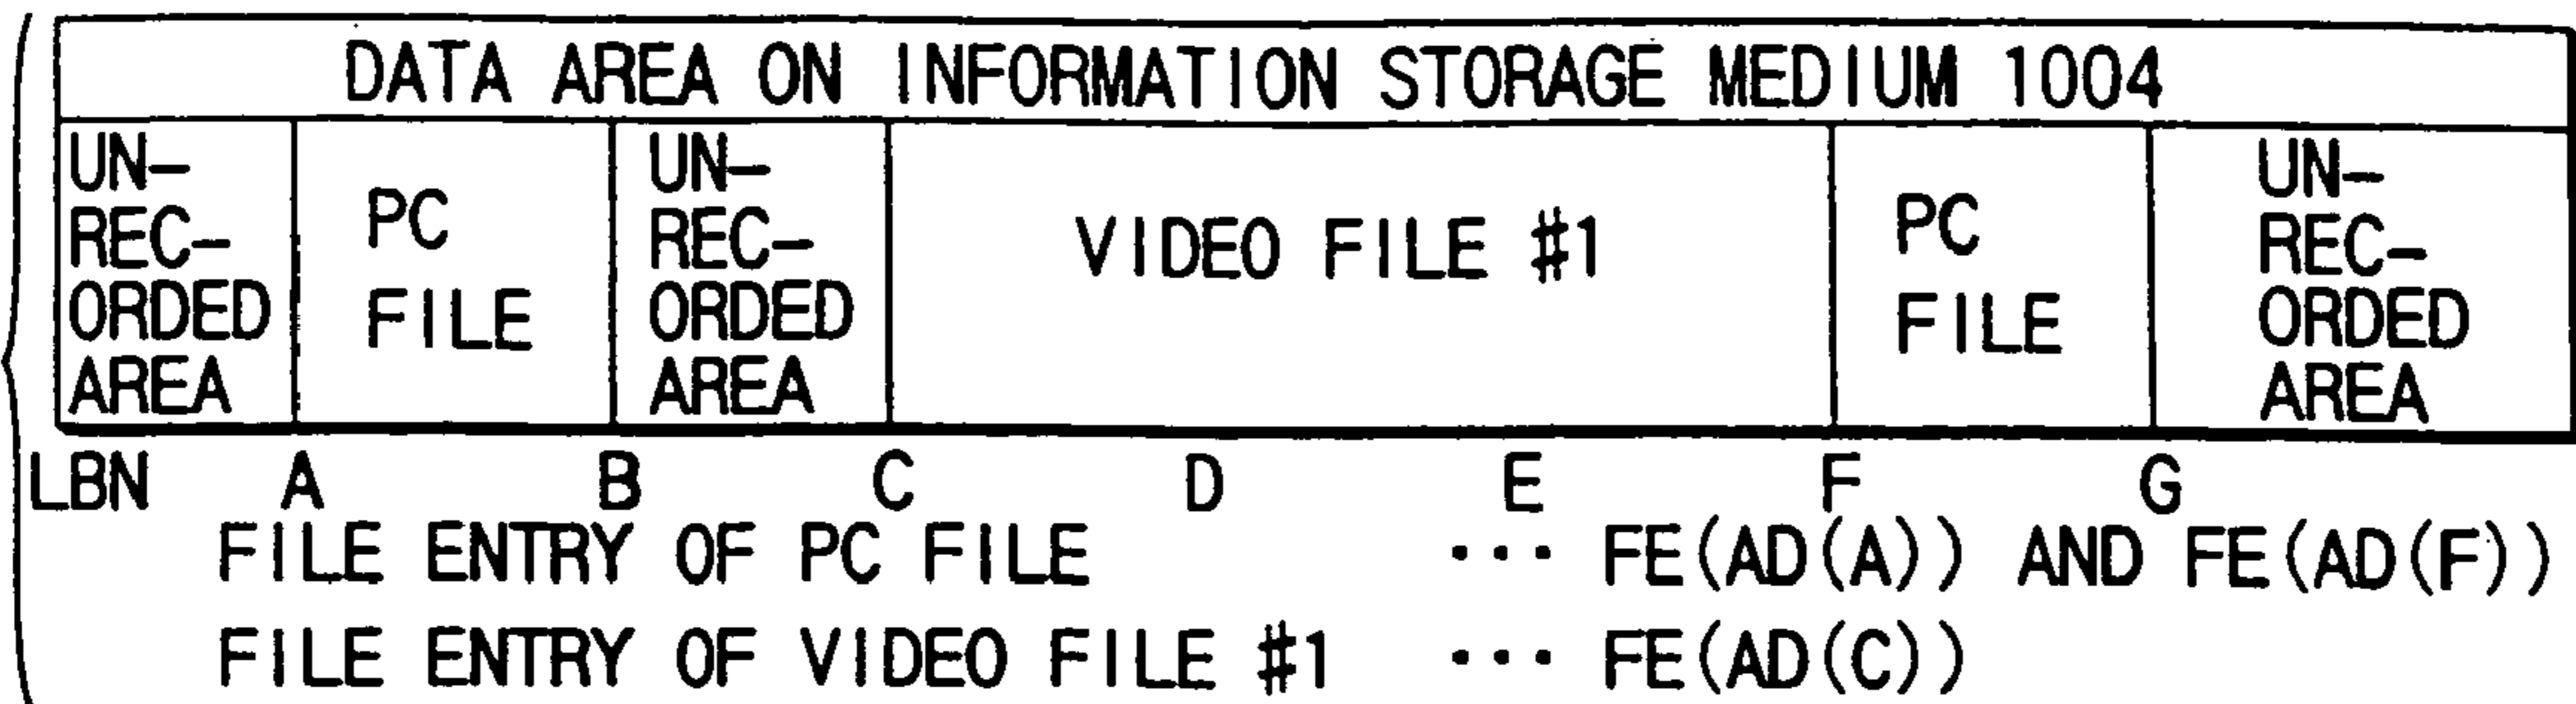 DATA AREA ON INFORMATION STORAGE MEDIUM 1004
UN-
REC-
ORDED
AREA
PC
FILE
UN-
REC-
ORDED
AREA
VIDEO FILE #1
PC
FILE
UN-
REC-
ORDED
AREA
LBN A B C D E F G
FILE ENTRY OF PC FILE ··· FE(AD(A)) AND FE(AD(F))
FILE ENTRY OF VIDEO FILE #1 ··· FE(AD(C))